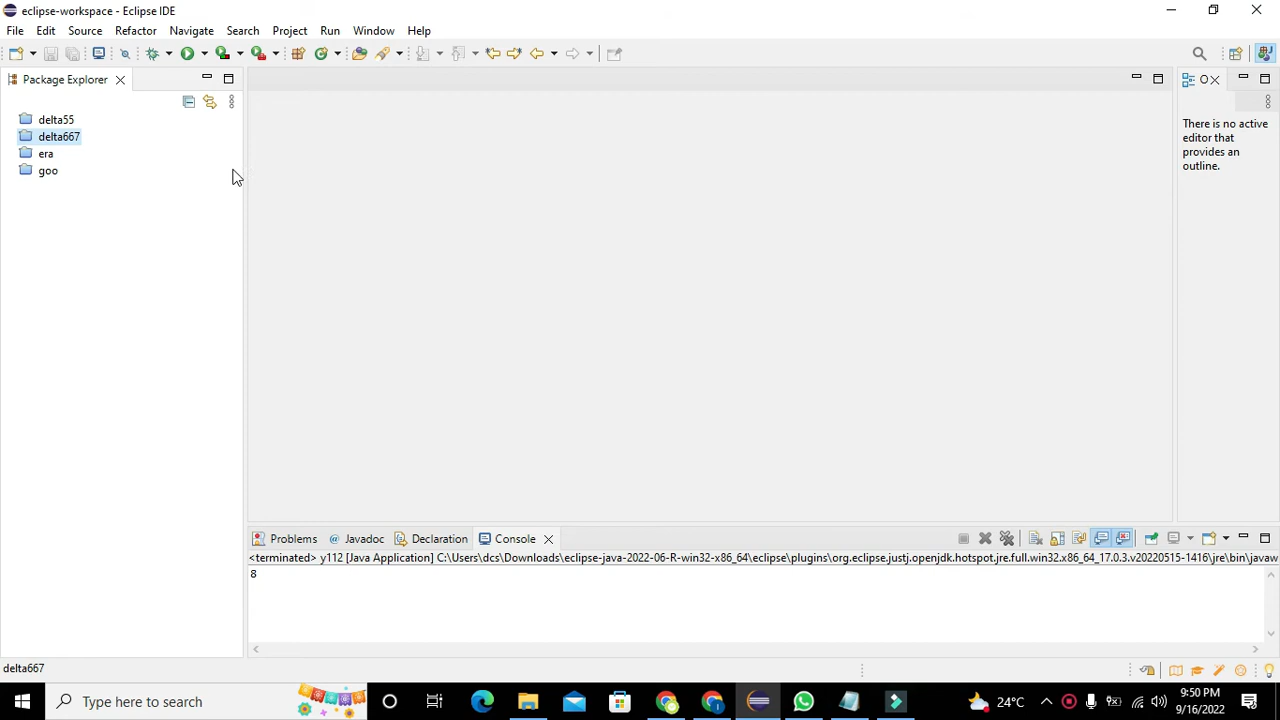 eclipse-workspace - Eclipse IDE
File Edit Source Refactor Navigate Search Project Run Window Help
Package Explorer
delta55
delta667
era
goo
O
There is no active
editor that
provides an
outline.
Problems Javadoc Declaration Console
<terminated> y112 [Java Application] C:\Users\dcs\Downloads\eclipse-java-2022-06-R-win32-x86_64\eclipse\plugins\org.eclipse.justj.openjdk.hotspot.jre.full.win32.x86_64_17.0.3.v20220515-1416\jre\bin\javaw
8
delta667
Type here to search
24°C
9:50 PM
9/16/2022